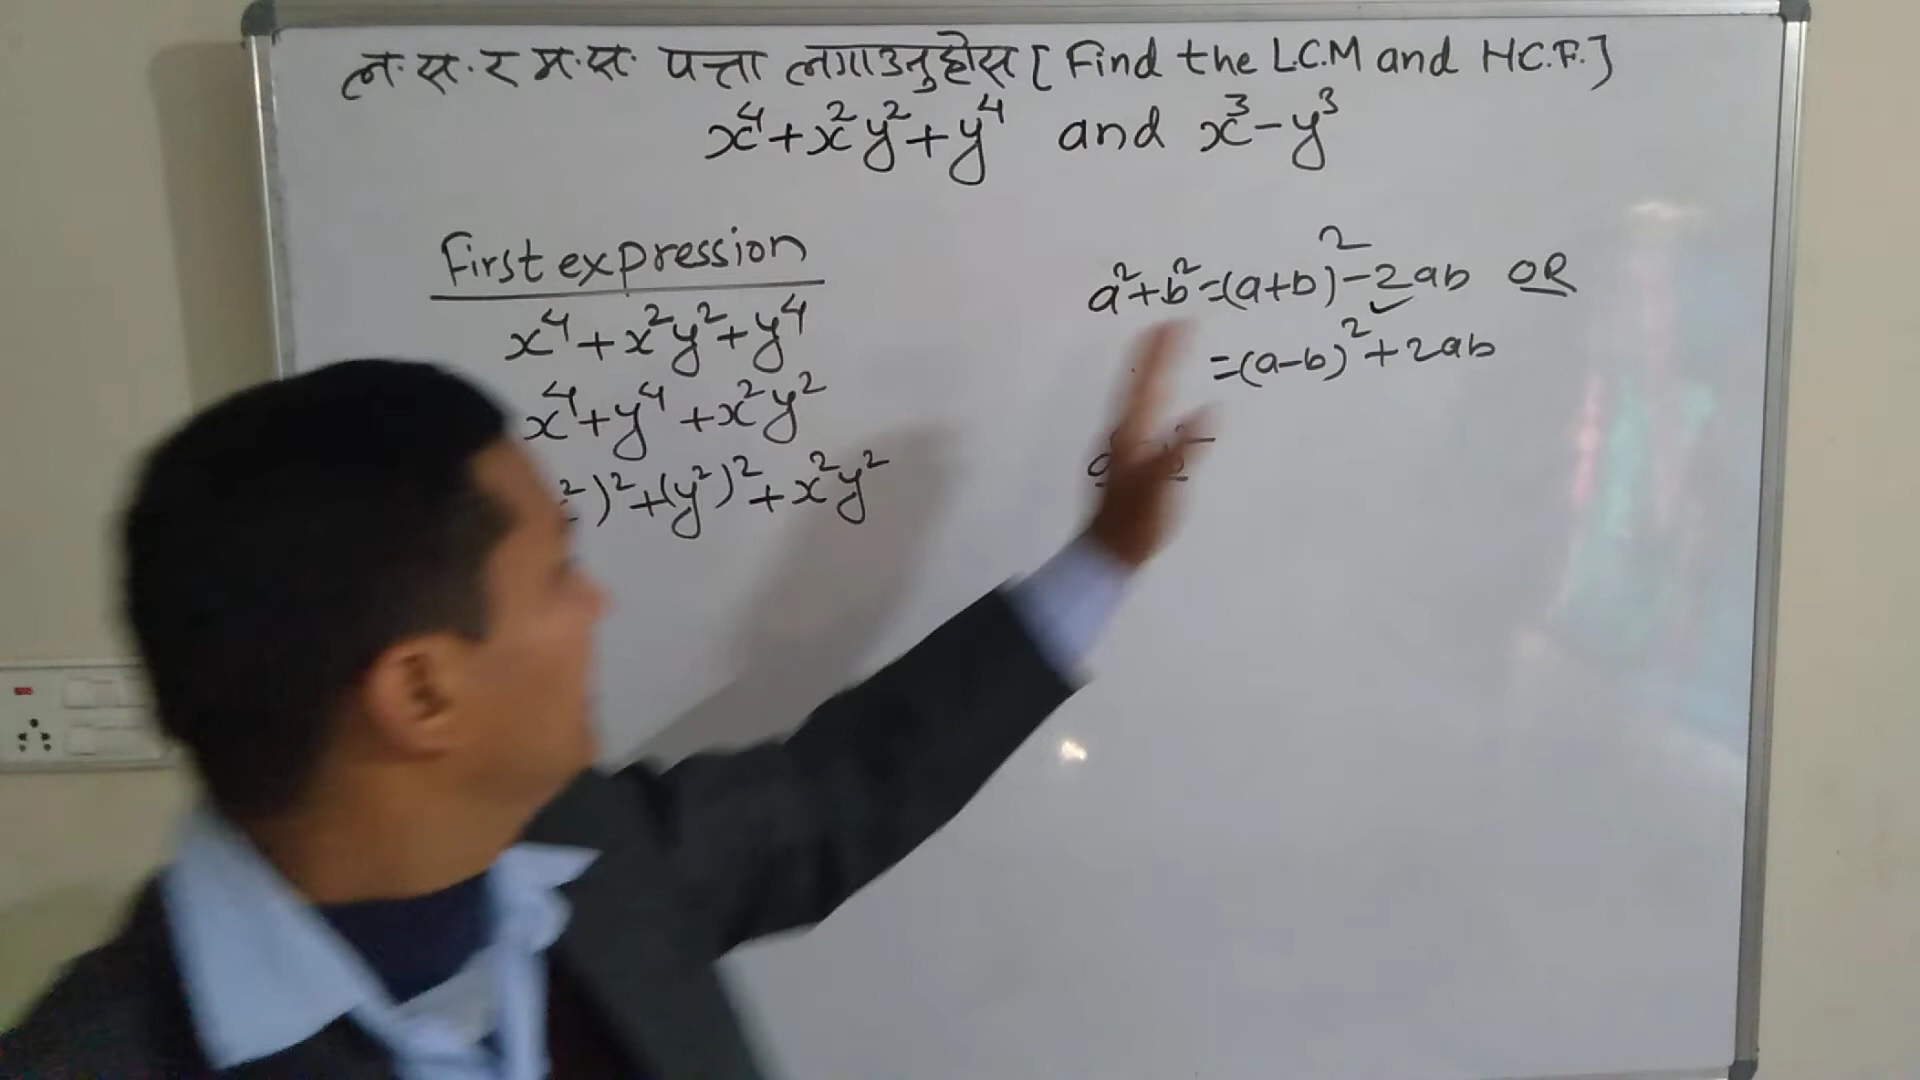 ल.स.र म.स. पत्ता लगाउनुहोस [Find the L.C.M and H.C.F.]
x⁴+x²y²+y⁴ and x³-y³
First expression
x⁴+x²y²+y⁴
x⁴+y⁴+x²y²
²)²+(y²)²+x²y²
a²+b²=(a+b)²-2ab OR
=(a-b)²+2ab